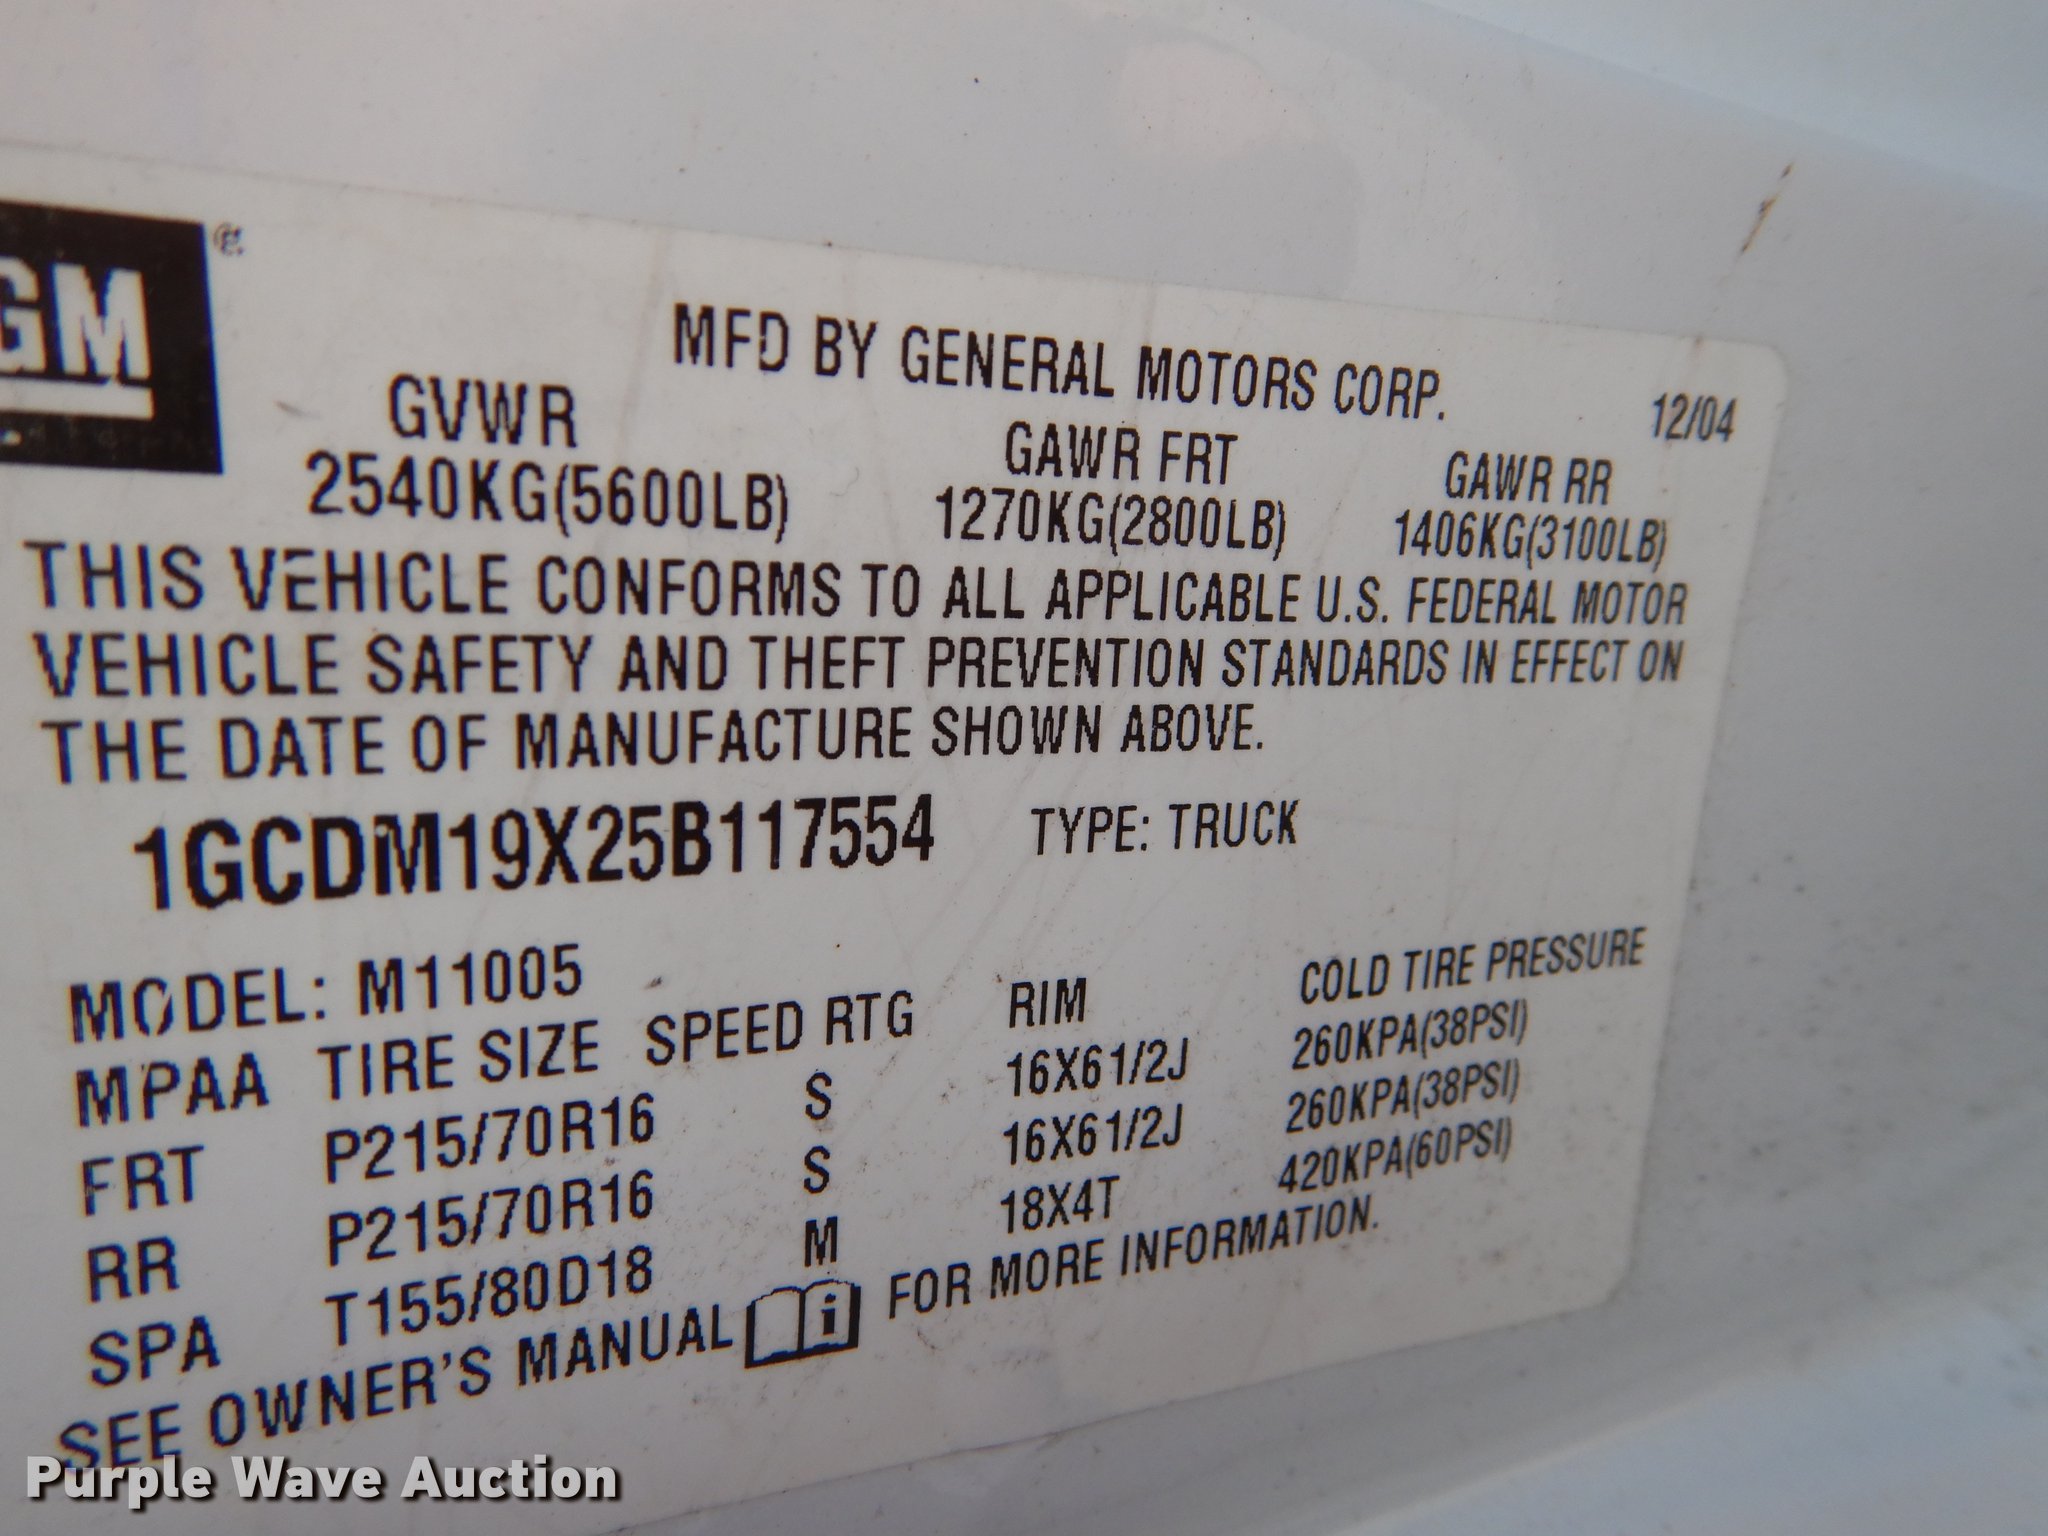 GM
MFD BY GENERAL MOTORS CORP.
12/04
GVWR GAWR FRT GAWR RR
2540KG(5600LB) 1270KG(2800LB) 1406KG(3100LB)
THIS VEHICLE CONFORMS TO ALL APPLICABLE U.S. FEDERAL MOTOR
VEHICLE SAFETY AND THEFT PREVENTION STANDARDS IN EFFECT ON
THE DATE OF MANUFACTURE SHOWN ABOVE.
1GCDM19X25B117554 TYPE: TRUCK
MODEL: M11005
MPAA TIRE SIZE SPEED RTG RIM COLD TIRE PRESSURE
FRT P215/70R16 S 16X6 1/2J 260KPA(38PSI)
RR P215/70R16 S 16X6 1/2J 260KPA(38PSI)
SPA T155/80D18 M 18X4T 420KPA(60PSI)
SEE OWNER'S MANUAL i FOR MORE INFORMATION.
Purple Wave Auction